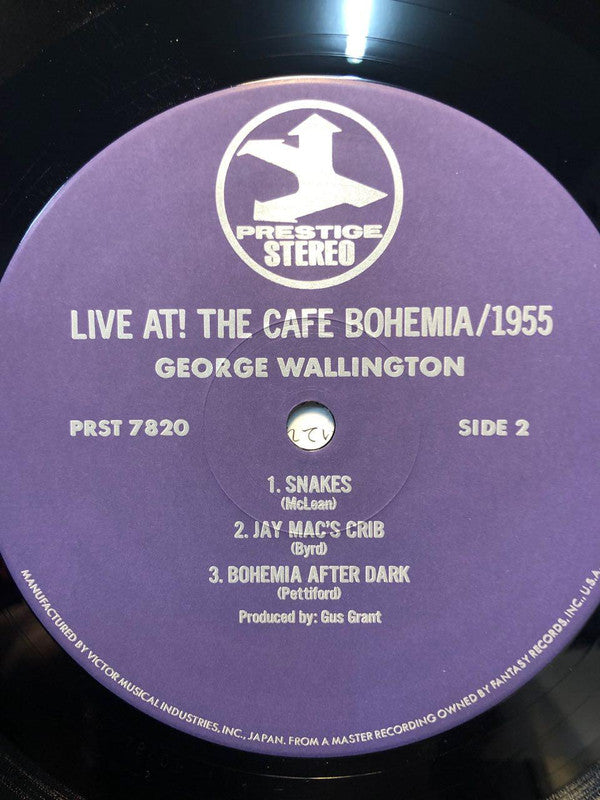 PRESTIGE
STEREO
LIVE AT! THE CAFE BOHEMIA/1955
GEORGE WALLINGTON
PRST 7820
SIDE 2
1. SNAKES
(McLean)
2. JAY MAC'S CRIB
(Byrd)
3. BOHEMIA AFTER DARK
(Pettiford)
Produced by: Gus Grant
MANUFACTURED BY VICTOR MUSICAL INDUSTRIES, INC., JAPAN. FROM A MASTER RECORDING OWNED BY FANTASY RECORDS, INC., U.S.A.